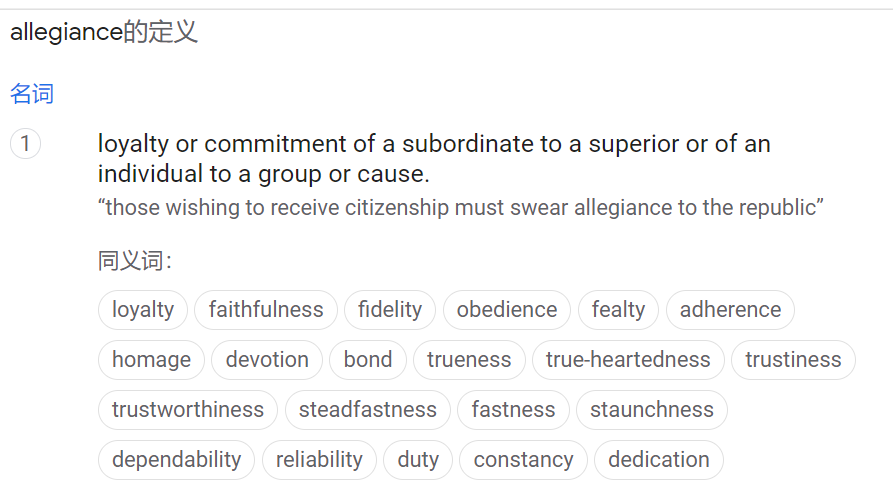 allegiance的定义
名词
1 loyalty or commitment of a subordinate to a superior or of an
individual to a group or cause.
“those wishing to receive citizenship must swear allegiance to the republic”
同义词：
loyalty faithfulness fidelity obedience fealty adherence
homage devotion bond trueness true-heartedness trustiness
trustworthiness steadfastness fastness staunchness
dependability reliability duty constancy dedication